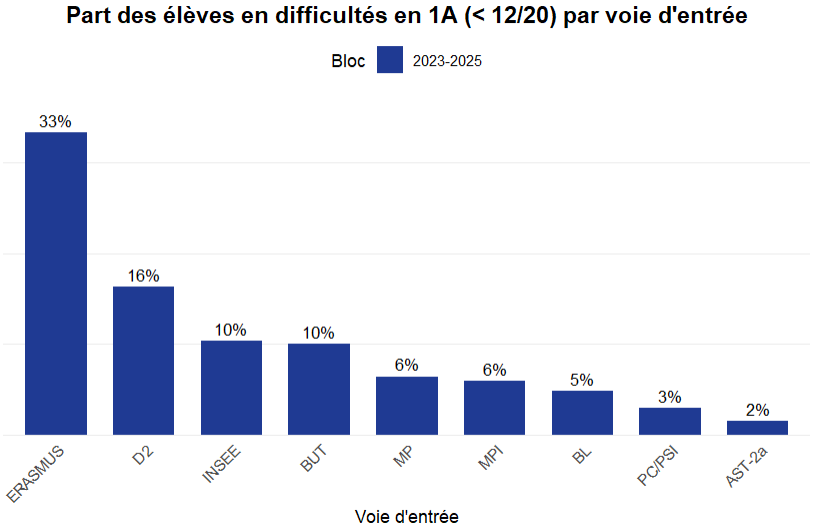 Part des élèves en difficultés en 1A (< 12/20) par voie d'entrée
Bloc 2023-2025
33%
16%
10%
10%
6%
6%
5%
3%
2%
ERASMUS
D2
INSEE
BUT
MP
MPI
BL
PC/PSI
AST-2a
Voie d'entrée